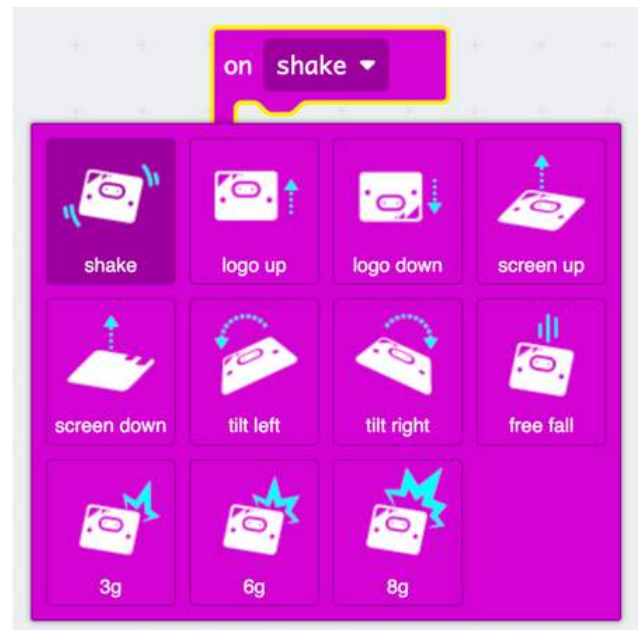 on shake
shake logo up logo down screen up
screen down tilt left tilt right free fall
3g 6g 8g